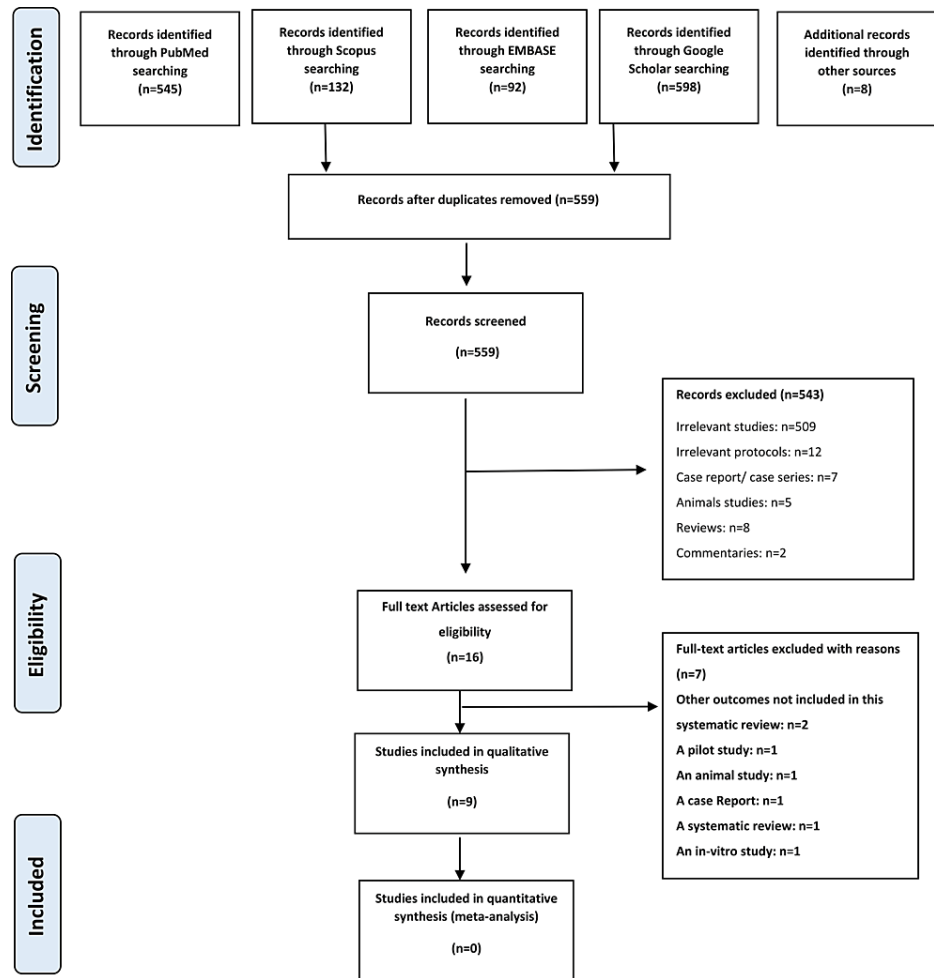 Identification
Records identified
through PubMed
searching
(n=545)
Records identified
through Scopus
searching
(n=132)
Records identified
through EMBASE
searching
(n=92)
Records identified
through Google
Scholar searching
(n=598)
Additional records
identified through
other sources
(n=8)
Records after duplicates removed (n=559)
Screening
Records screened
(n=559)
Records excluded (n=543)
Irrelevant studies: n=509
Irrelevant protocols: n=12
Case report/ case series: n=7
Animals studies: n=5
Reviews: n=8
Commentaries: n=2
Eligibility
Full text Articles assessed for
eligibility
(n=16)
Full-text articles excluded with reasons
(n=7)
Other outcomes not included in this
systematic review: n=2
A pilot study: n=1
An animal study: n=1
A case Report: n=1
A systematic review: n=1
An in-vitro study: n=1
Studies included in qualitative
synthesis
(n=9)
Included
Studies included in quantitative
synthesis (meta-analysis)
(n=0)